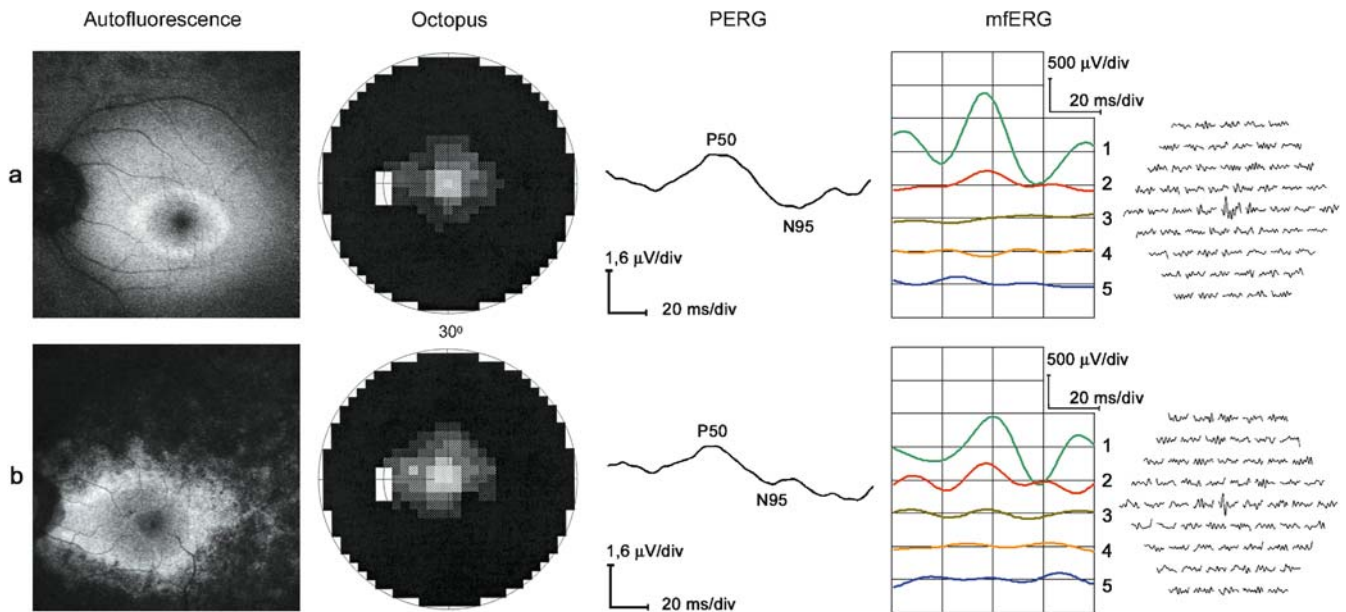 Autofluorescence Octopus PERG mfERG
a
P50
N95
1,6 µV/div
20 ms/div
500 µV/div
20 ms/div
1
2
3
4
5
30º
b
P50
N95
1,6 µV/div
20 ms/div
500 µV/div
20 ms/div
1
2
3
4
5